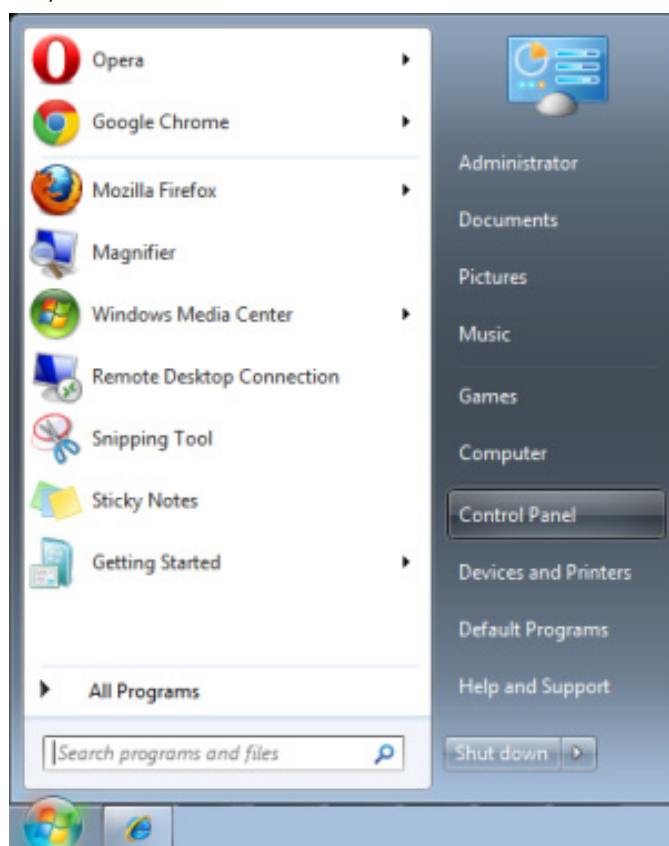 Opera
Google Chrome
Mozilla Firefox
Magnifier
Windows Media Center
Remote Desktop Connection
Snipping Tool
Sticky Notes
Getting Started
All Programs
Search programs and files
Administrator
Documents
Pictures
Music
Games
Computer
Control Panel
Devices and Printers
Default Programs
Help and Support
Shut down